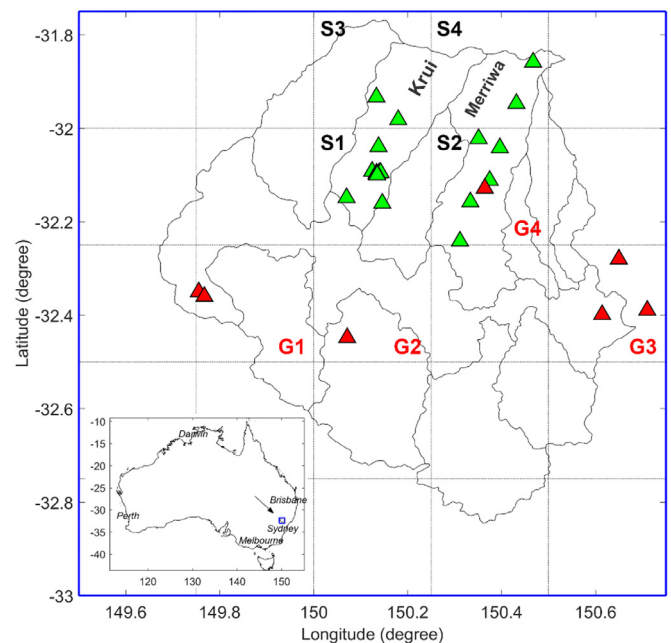 -31.8
S3
S4
Krui
Merriwa
-32
S1
S2
-32.2
G4
Latitude (degree)
-32.4
G1
G2
G3
-32.6
-10
Darwin
-15
-20
-25
Brisbane
-30
Perth
Sydney
-35
Melbourne
-40
120 130 140 150
-32.8
-33
149.6 149.8 150 150.2 150.4 150.6
Longitude (degree)